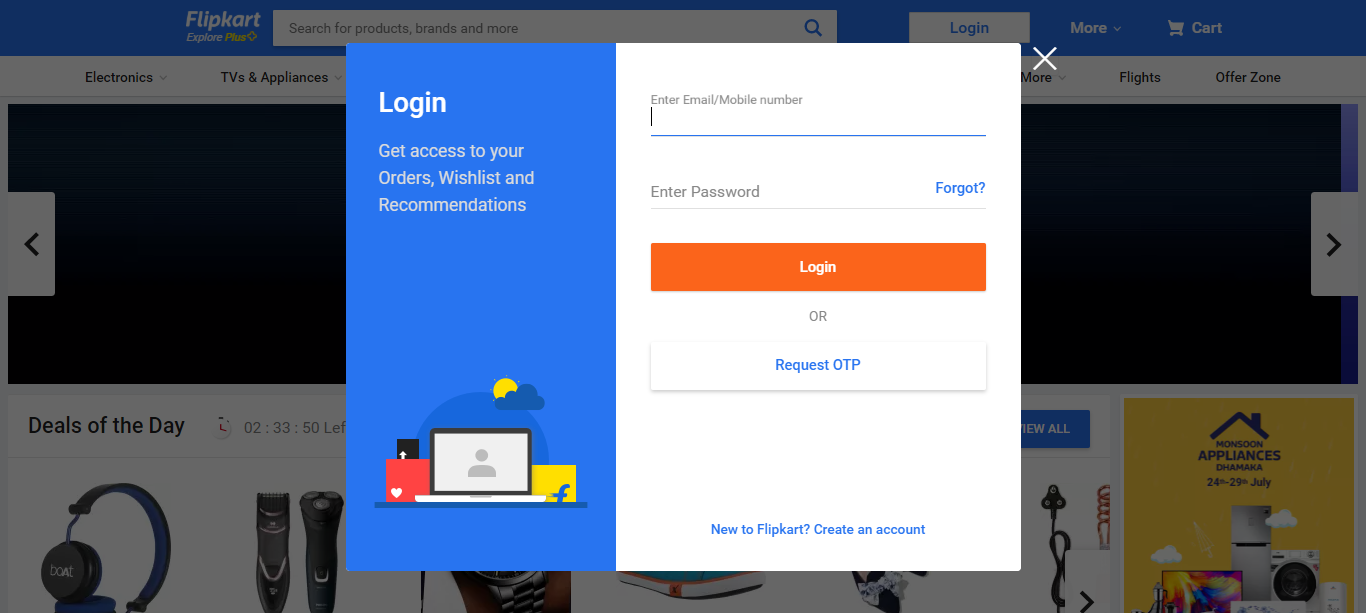 Flipkart
Explore Plus
Search for products, brands and more
Login
More
Cart
Electronics
TVs & Appliances
More
Flights
Offer Zone
Login
Get access to your
Orders, Wishlist and
Recommendations
Enter Email/Mobile number
Enter Password
Forgot?
Login
OR
Request OTP
New to Flipkart? Create an account
Deals of the Day
02 : 33 : 50 Lef
VIEW ALL
boAt
MONSOON
APPLIANCES
DHAMAKA
24th-29th July